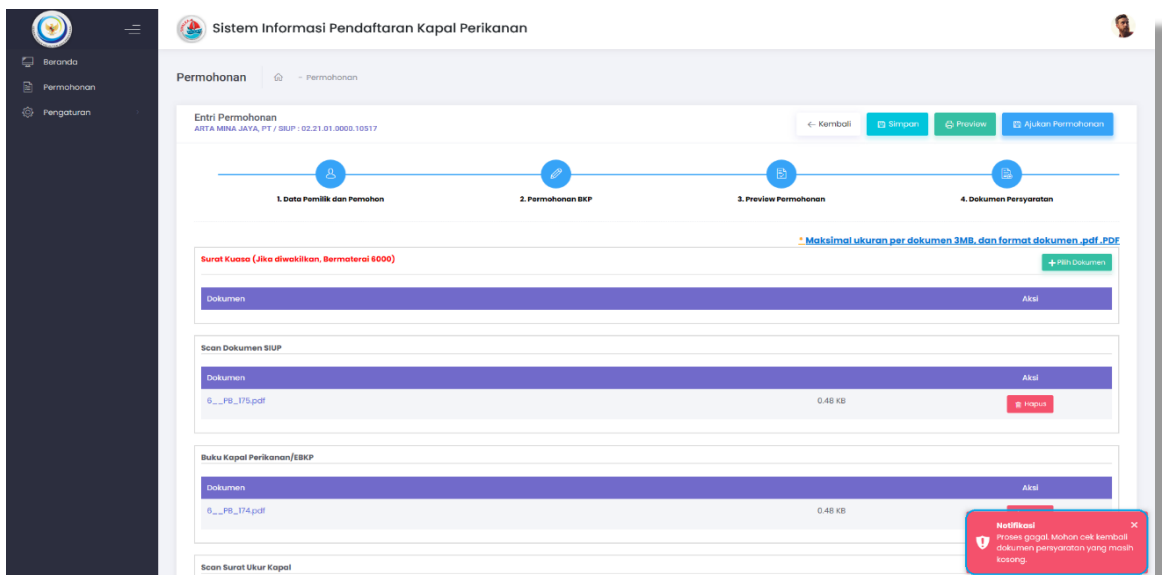 Sistem Informasi Pendaftaran Kapal Perikanan
Beranda
Permohonan
Pengaturan
Permohonan
- Permohonan
Entri Permohonan
ARTA MINA JAYA, PT / SIUP : 02.21.01.0000.10517
← Kembali
Simpan
Preview
Ajukan Permohonan
1. Data Pemilik dan Pemohon
2. Permohonan BKP
3. Preview Permohonan
4. Dokumen Persyaratan
* Maksimal ukuran per dokumen 3MB, dan format dokumen .pdf .PDF
Surat Kuasa (Jika diwakilkan, Bermaterai 6000)
+ Pilih Dokumen
Dokumen Aksi
Scan Dokumen SIUP
Dokumen Aksi
6__PB_175.pdf 0.48 KB Hapus
Buku Kapal Perikanan/EBKP
Dokumen Aksi
6__PB_174.pdf 0.48 KB
Scan Surat Ukur Kapal
Notifikasi ×
Proses gagal. Mohon cek kembali
dokumen persyaratan yang masih
kosong.